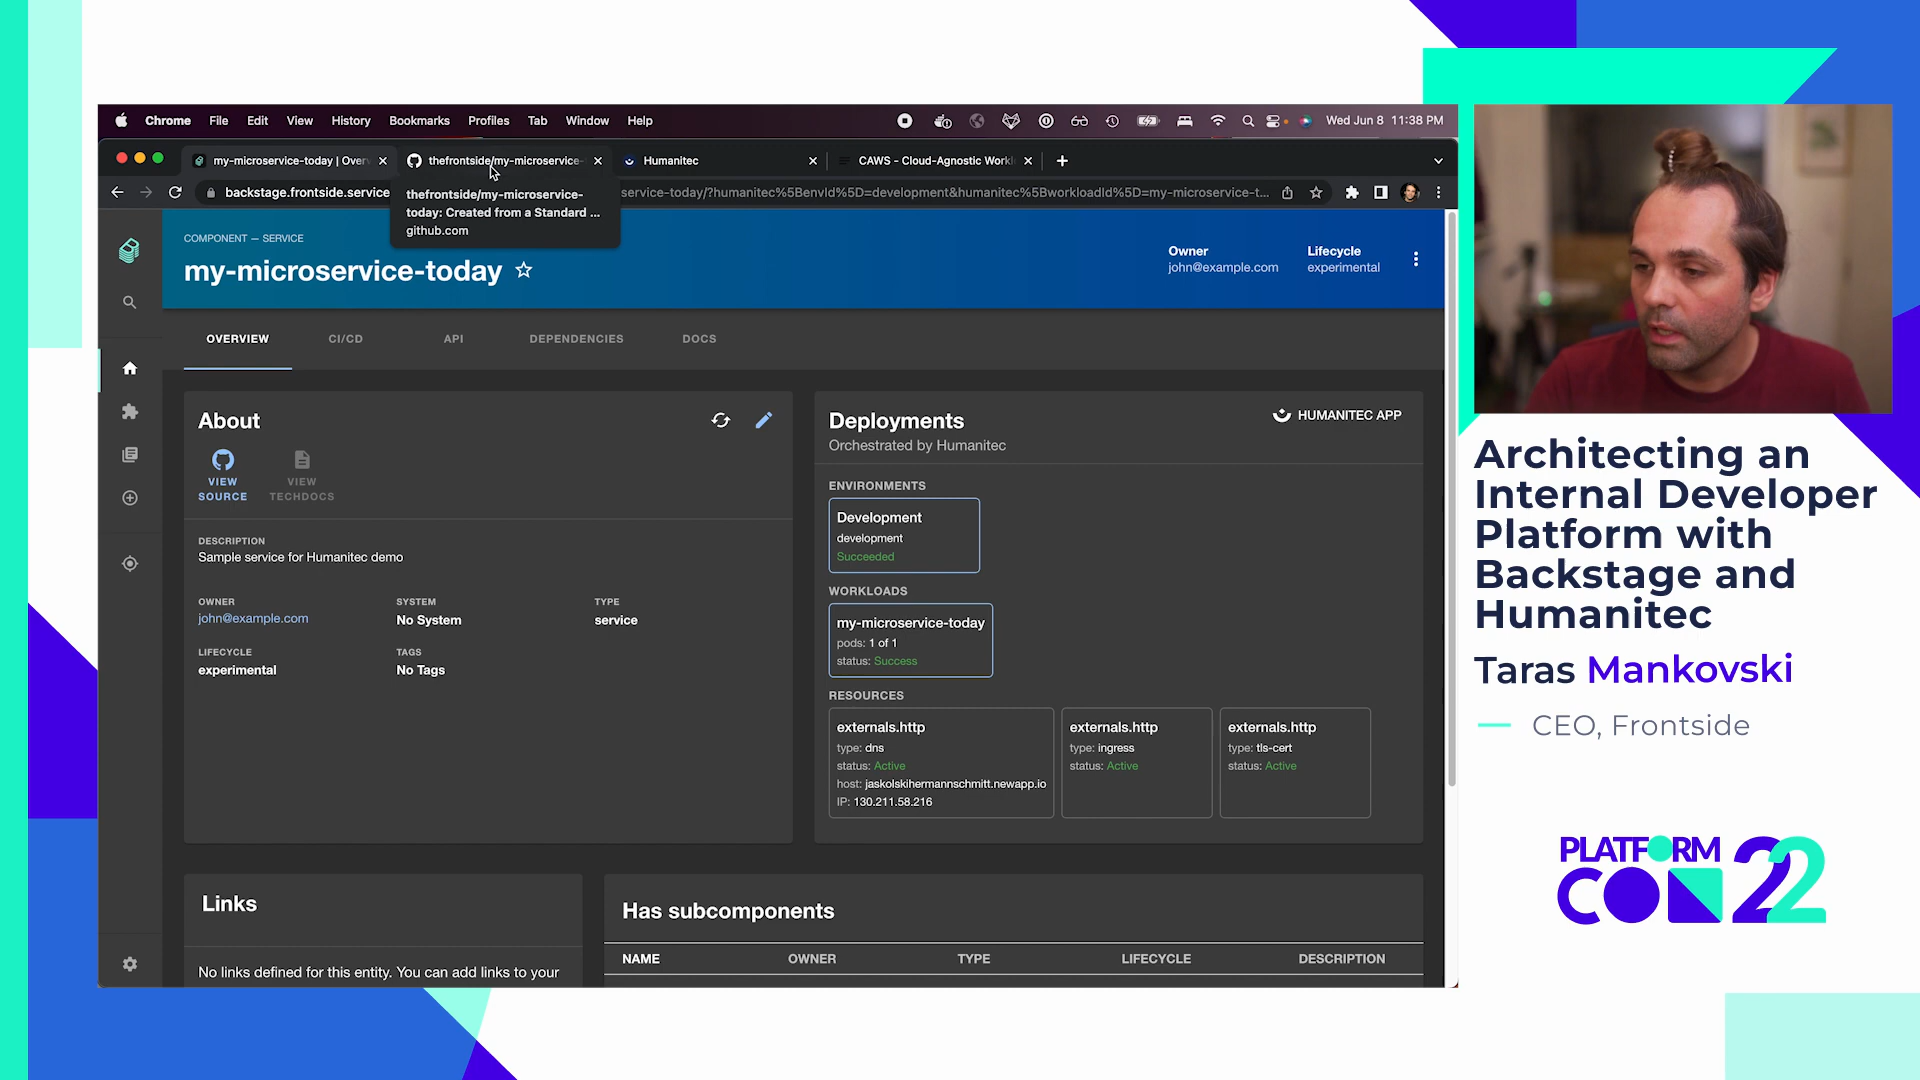 Chrome File Edit View History Bookmarks Profiles Tab Window Help
Wed Jun 8 11:38 PM
my-microservice-today | Over
thefrontside/my-microservice-
Humanitec
CAWS - Cloud-Agnostic Workl
backstage.frontside.service
service-today/?humanitec%5BenvId%5D=development&humanitec%5BworkloadId%5D=my-microservice-t...
thefrontside/my-microservice-
today: Created from a Standard ...
github.com
COMPONENT — SERVICE
my-microservice-today
Owner
john@example.com
Lifecycle
experimental
OVERVIEW
CI/CD
API
DEPENDENCIES
DOCS
About
VIEW
SOURCE
VIEW
TECHDOCS
DESCRIPTION
Sample service for Humanitec demo
OWNER
john@example.com
SYSTEM
No System
TYPE
service
LIFECYCLE
experimental
TAGS
No Tags
Deployments
Orchestrated by Humanitec
HUMANITEC APP
ENVIRONMENTS
Development
development
Succeeded
WORKLOADS
my-microservice-today
pods: 1 of 1
status: Success
RESOURCES
externals.http
type: dns
status: Active
host: jaskolskihermannschmitt.newapp.io
IP: 130.211.58.216
externals.http
type: ingress
status: Active
externals.http
type: tls-cert
status: Active
Links
No links defined for this entity. You can add links to your
Has subcomponents
NAME OWNER TYPE LIFECYCLE DESCRIPTION
Architecting an
Internal Developer
Platform with
Backstage and
Humanitec
Taras Mankovski
CEO, Frontside
PLATFORM
CON 22